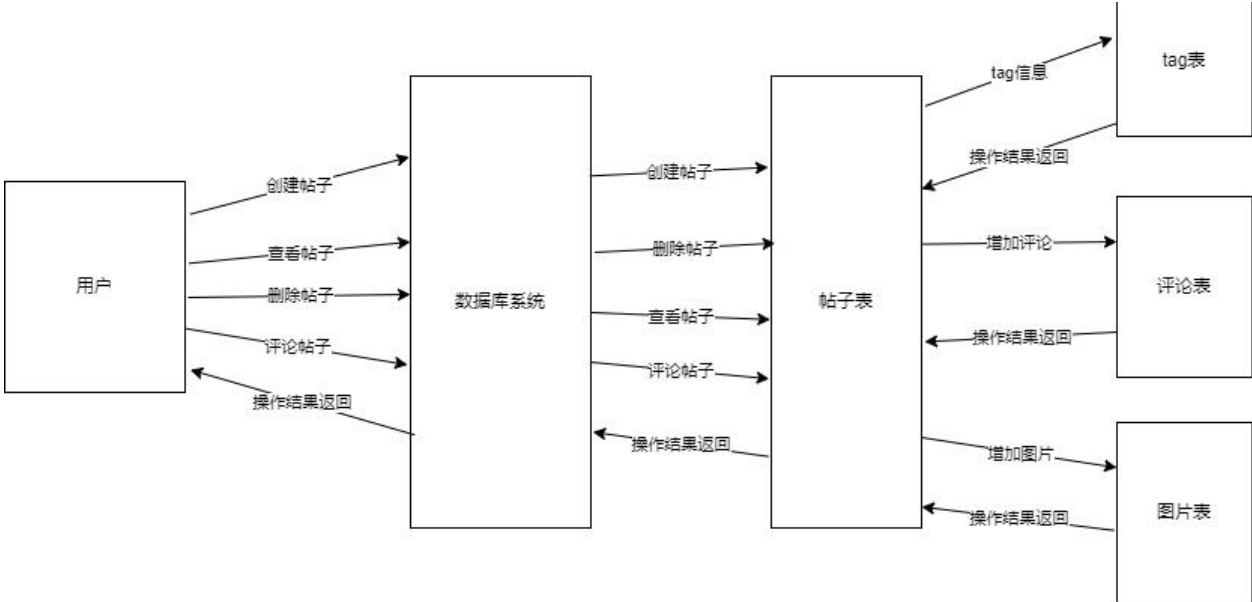 用户
创建帖子
查看帖子
删除帖子
评论帖子
操作结果返回
数据库系统
创建帖子
删除帖子
查看帖子
评论帖子
操作结果返回
帖子表
tag信息
操作结果返回
增加评论
操作结果返回
增加图片
操作结果返回
tag表
评论表
图片表